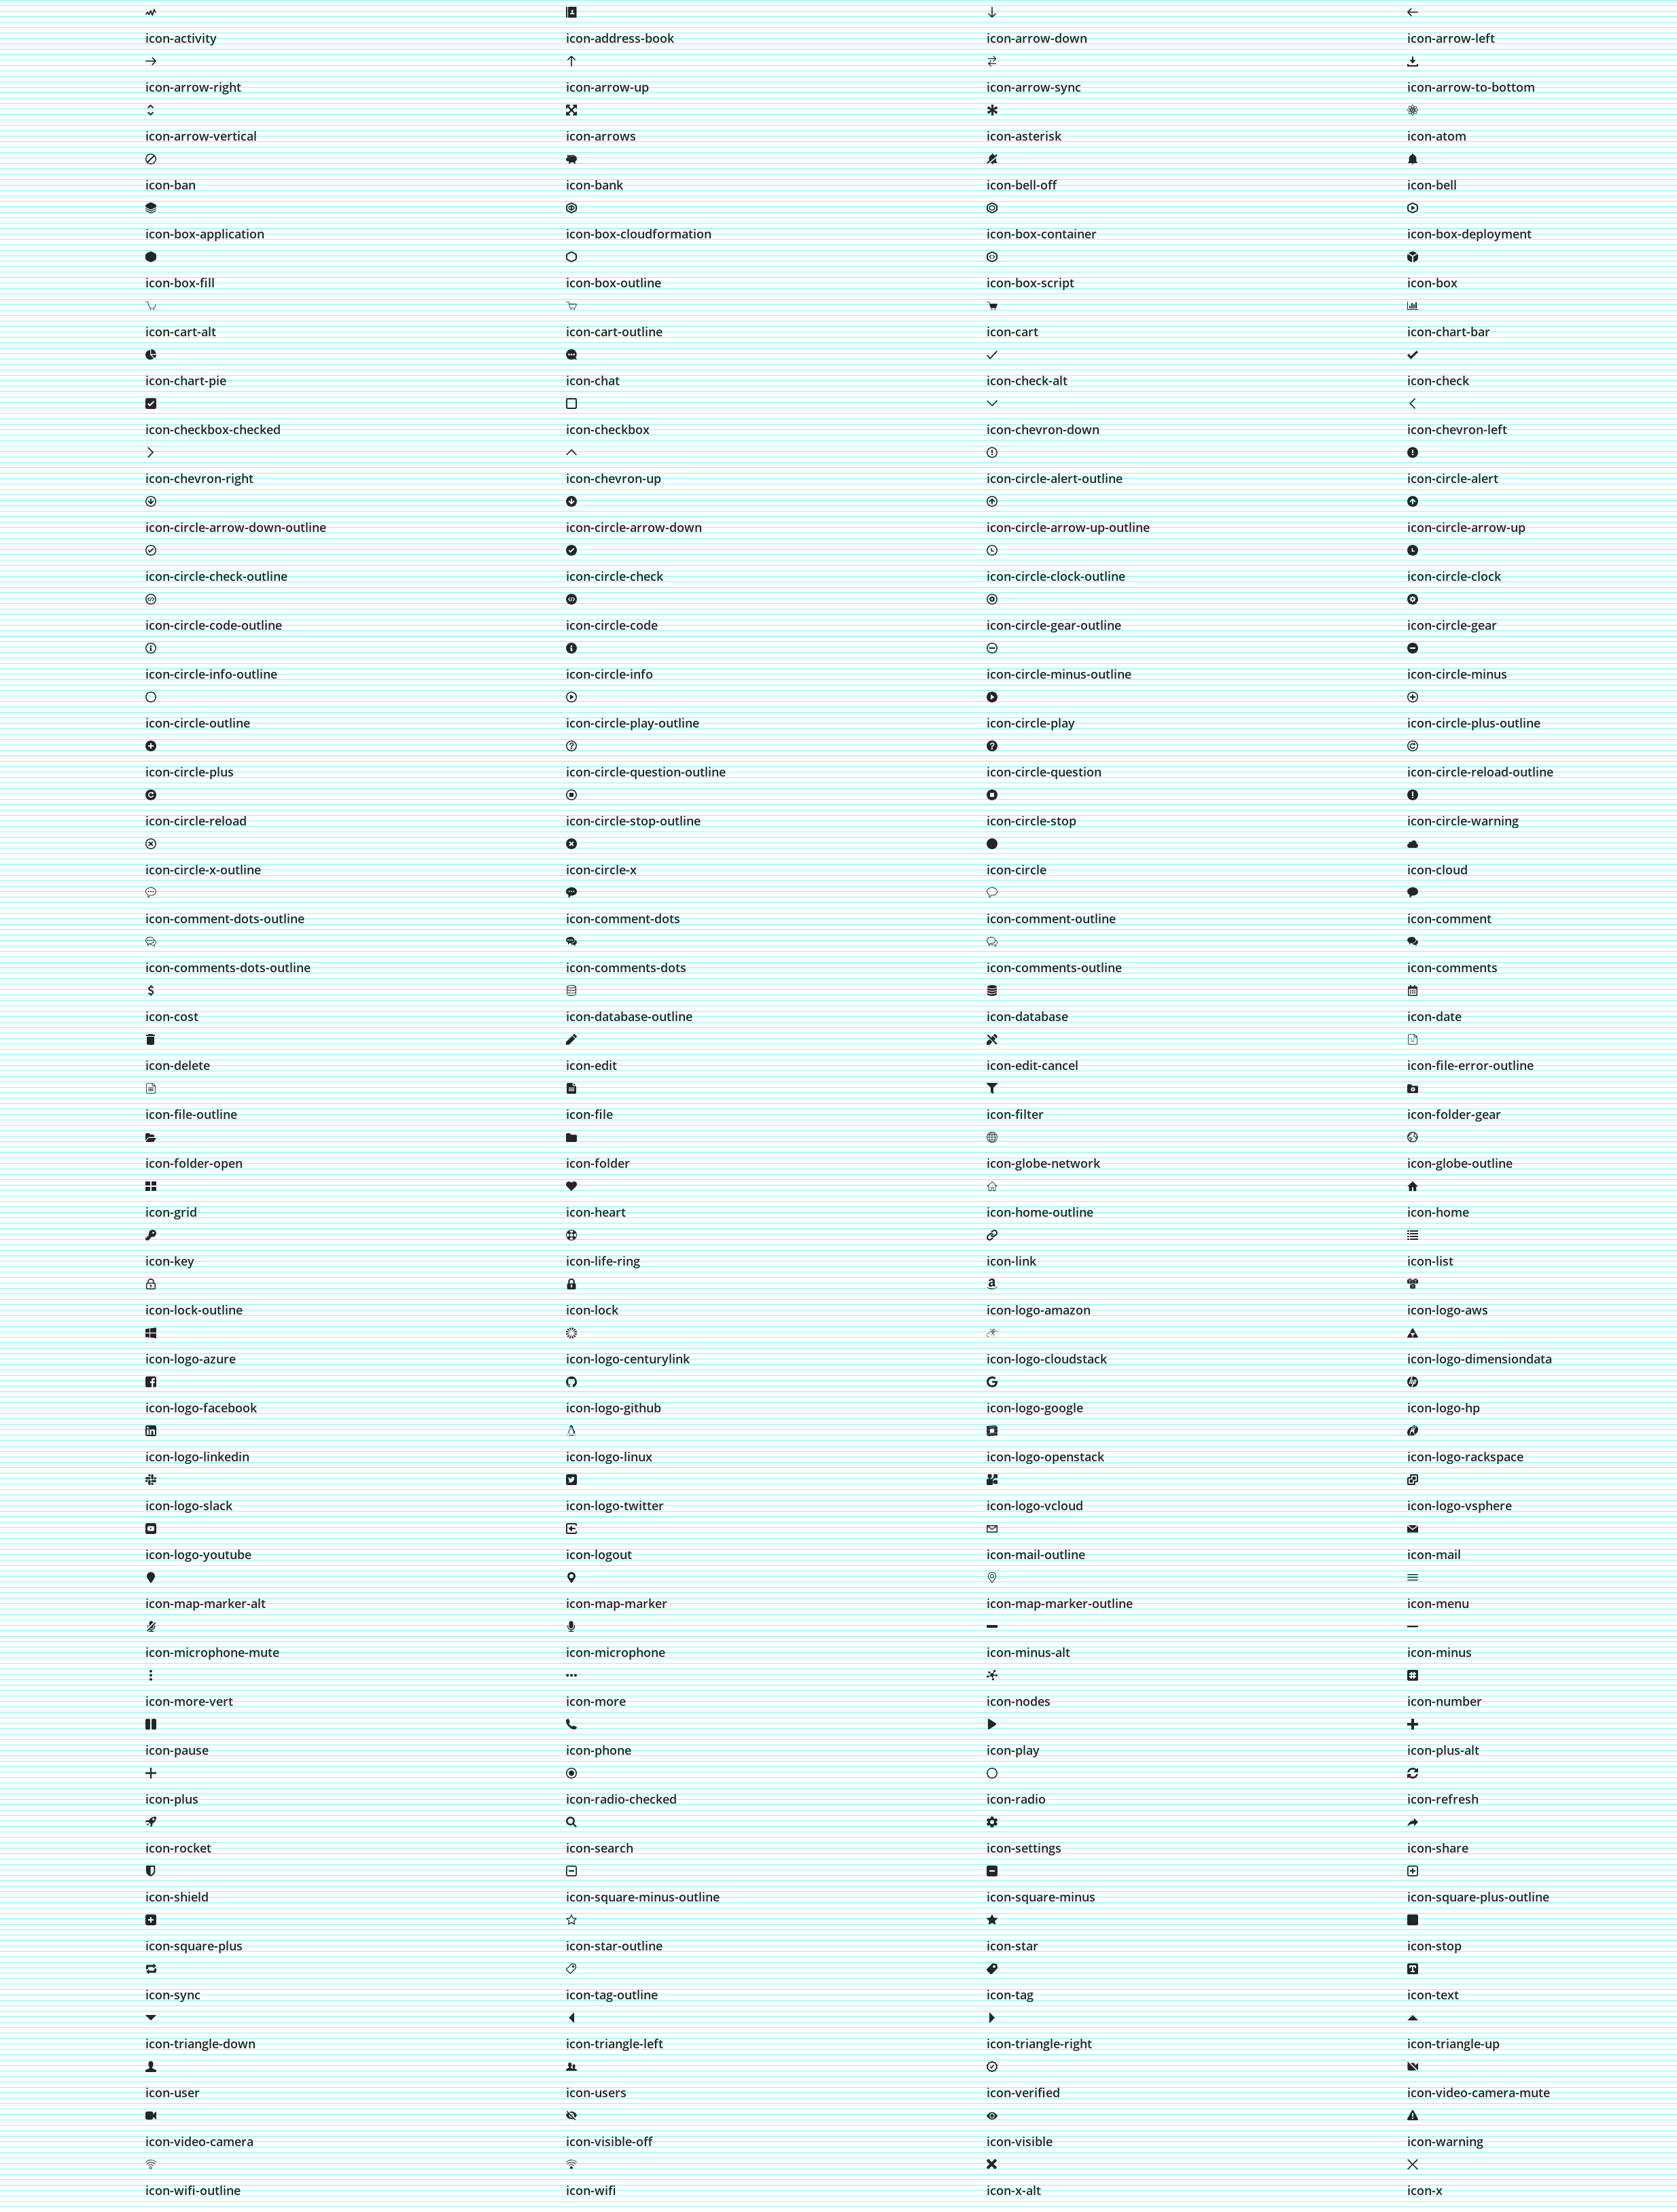 icon-activity icon-address-book icon-arrow-down icon-arrow-left
icon-arrow-right icon-arrow-up icon-arrow-sync icon-arrow-to-bottom
icon-arrow-vertical icon-arrows icon-asterisk icon-atom
icon-ban icon-bank icon-bell-off icon-bell
icon-box-application icon-box-cloudformation icon-box-container icon-box-deployment
icon-box-fill icon-box-outline icon-box-script icon-box
icon-cart-alt icon-cart-outline icon-cart icon-chart-bar
icon-chart-pie icon-chat icon-check-alt icon-check
icon-checkbox-checked icon-checkbox icon-chevron-down icon-chevron-left
icon-chevron-right icon-chevron-up icon-circle-alert-outline icon-circle-alert
icon-circle-arrow-down-outline icon-circle-arrow-down icon-circle-arrow-up-outline icon-circle-arrow-up
icon-circle-check-outline icon-circle-check icon-circle-clock-outline icon-circle-clock
icon-circle-code-outline icon-circle-code icon-circle-gear-outline icon-circle-gear
icon-circle-info-outline icon-circle-info icon-circle-minus-outline icon-circle-minus
icon-circle-outline icon-circle-play-outline icon-circle-play icon-circle-plus-outline
icon-circle-plus icon-circle-question-outline icon-circle-question icon-circle-reload-outline
icon-circle-reload icon-circle-stop-outline icon-circle-stop icon-circle-warning
icon-circle-x-outline icon-circle-x icon-circle icon-cloud
icon-comment-dots-outline icon-comment-dots icon-comment-outline icon-comment
icon-comments-dots-outline icon-comments-dots icon-comments-outline icon-comments
icon-cost icon-database-outline icon-database icon-date
icon-delete icon-edit icon-edit-cancel icon-file-error-outline
icon-file-outline icon-file icon-filter icon-folder-gear
icon-folder-open icon-folder icon-globe-network icon-globe-outline
icon-grid icon-heart icon-home-outline icon-home
icon-key icon-life-ring icon-link icon-list
icon-lock-outline icon-lock icon-logo-amazon icon-logo-aws
icon-logo-azure icon-logo-centurylink icon-logo-cloudstack icon-logo-dimensiondata
icon-logo-facebook icon-logo-github icon-logo-google icon-logo-hp
icon-logo-linkedin icon-logo-linux icon-logo-openstack icon-logo-rackspace
icon-logo-slack icon-logo-twitter icon-logo-vcloud icon-logo-vsphere
icon-logo-youtube icon-logout icon-mail-outline icon-mail
icon-map-marker-alt icon-map-marker icon-map-marker-outline icon-menu
icon-microphone-mute icon-microphone icon-minus-alt icon-minus
icon-more-vert icon-more icon-nodes icon-number
icon-pause icon-phone icon-play icon-plus-alt
icon-plus icon-radio-checked icon-radio icon-refresh
icon-rocket icon-search icon-settings icon-share
icon-shield icon-square-minus-outline icon-square-minus icon-square-plus-outline
icon-square-plus icon-star-outline icon-star icon-stop
icon-sync icon-tag-outline icon-tag icon-text
icon-triangle-down icon-triangle-left icon-triangle-right icon-triangle-up
icon-user icon-users icon-verified icon-video-camera-mute
icon-video-camera icon-visible-off icon-visible icon-warning
icon-wifi-outline icon-wifi icon-x-alt icon-x